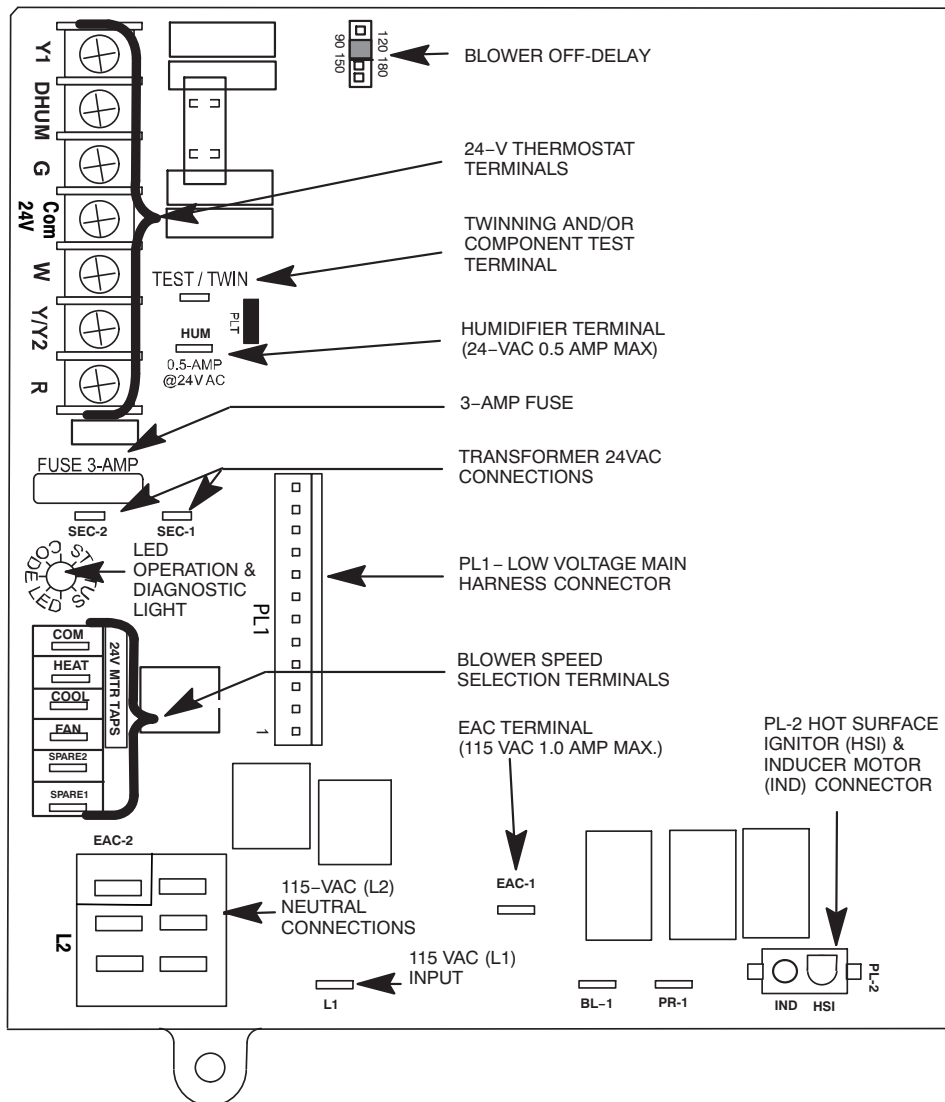 Y1
DHUM
G
Com
24V
W
Y/Y2
R
120 180
90 150
BLOWER OFF-DELAY
24–V THERMOSTAT
TERMINALS
TWINNING AND/OR
COMPONENT TEST
TERMINAL
TEST / TWIN
PLT
HUM
0.5-AMP
@24VAC
HUMIDIFIER TERMINAL
(24–VAC 0.5 AMP MAX)
3–AMP FUSE
FUSE 3-AMP
TRANSFORMER 24VAC
CONNECTIONS
SEC-2
SEC-1
STATUS
CODE LED
LED
OPERATION &
DIAGNOSTIC
LIGHT
PL1
1
PL1– LOW VOLTAGE MAIN
HARNESS CONNECTOR
COM
HEAT
COOL
FAN
SPARE2
SPARE1
24V MTR TAPS
BLOWER SPEED
SELECTION TERMINALS
EAC TERMINAL
(115 VAC 1.0 AMP MAX.)
PL-2 HOT SURFACE
IGNITOR (HSI) &
INDUCER MOTOR
(IND) CONNECTOR
EAC-2
L2
115–VAC (L2)
NEUTRAL
CONNECTIONS
115 VAC (L1)
INPUT
L1
EAC-1
BL–1
PR-1
IND
HSI
PL-2